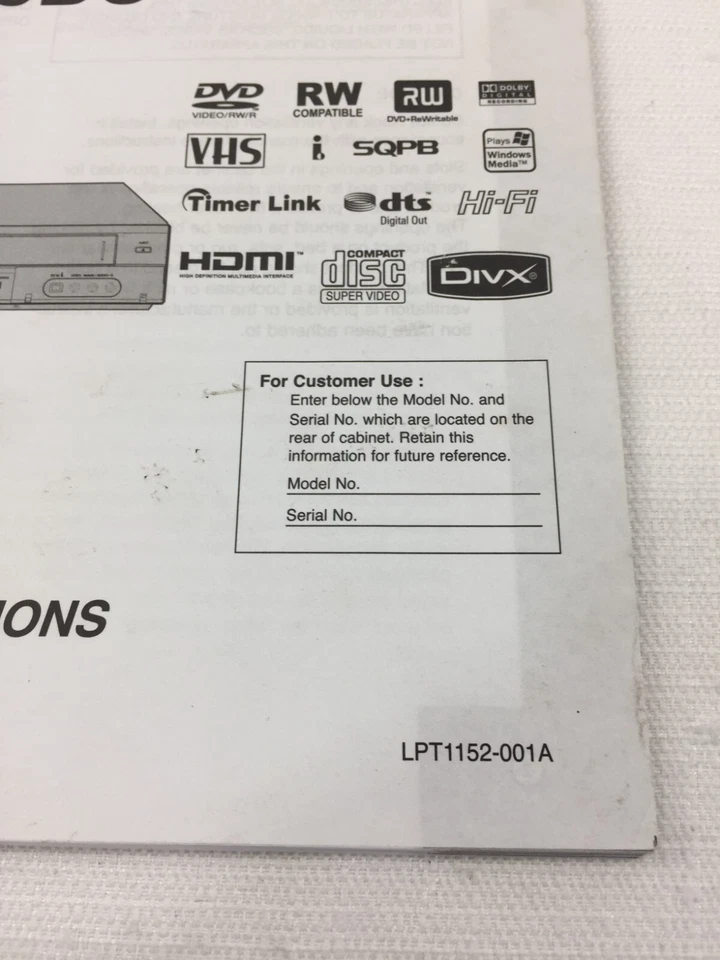 DVD
VIDEO/RW/R
RW
COMPATIBLE
RW
DVD+ReWritable
DOLBY
DIGITAL
RECORDING
VHS
i
SQPB
Plays
Windows
Media™
Timer Link
dts
Digital Out
Hi-Fi
HDMI™
HIGH DEFINITION MULTIMEDIA INTERFACE
COMPACT
disc
SUPER VIDEO
DIVX®
For Customer Use :
Enter below the Model No. and
Serial No. which are located on the
rear of cabinet. Retain this
information for future reference.
Model No.
Serial No.
IONS
LPT1152-001A